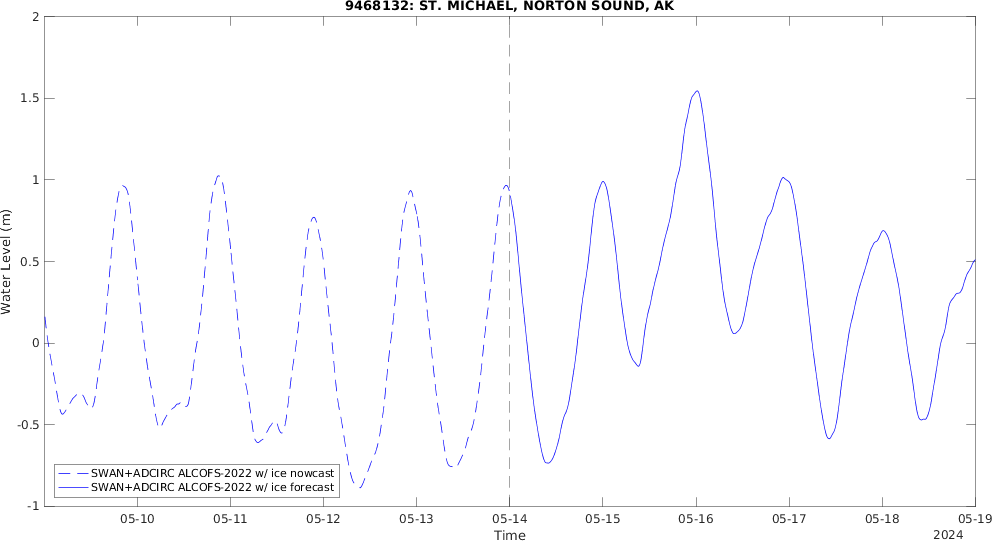 9468132: ST. MICHAEL, NORTON SOUND, AK
2
1.5
1
0.5
0
-0.5
-1
Water Level (m)
SWAN+ADCIRC ALCOFS-2022 w/ ice nowcast
SWAN+ADCIRC ALCOFS-2022 w/ ice forecast
05-10 05-11 05-12 05-13 05-14 05-15 05-16 05-17 05-18 05-19
Time
2024